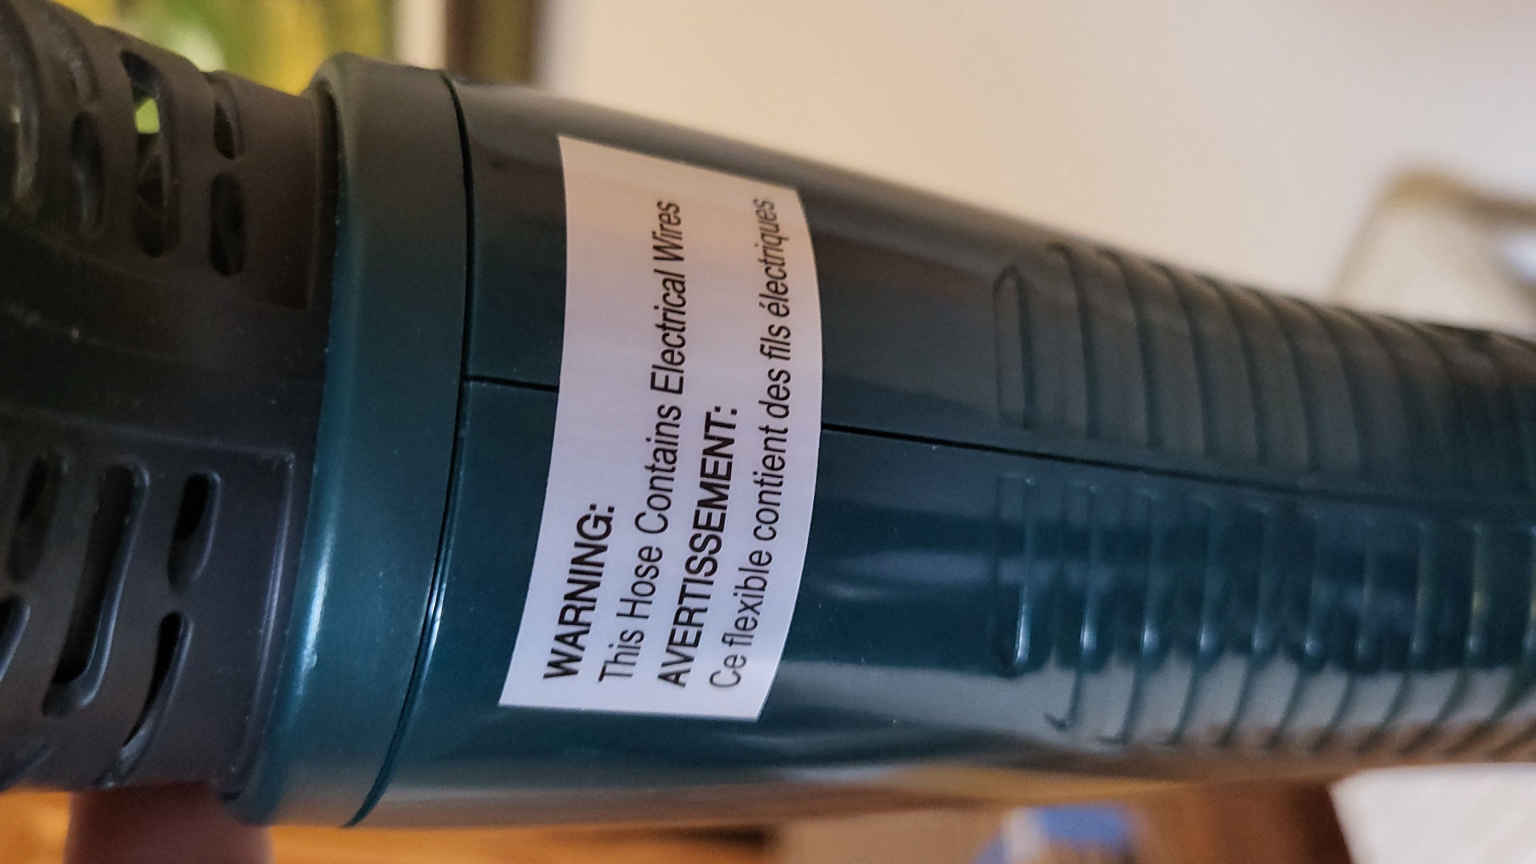 WARNING:
This Hose Contains Electrical Wires
AVERTISSEMENT:
Ce flexible contient des fils électriques